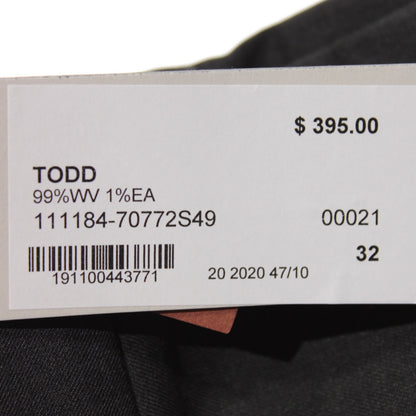 $ 395.00
TODD
99%WV 1%EA
111184-70772S49 00021
32
191100443771 20 2020 47/10